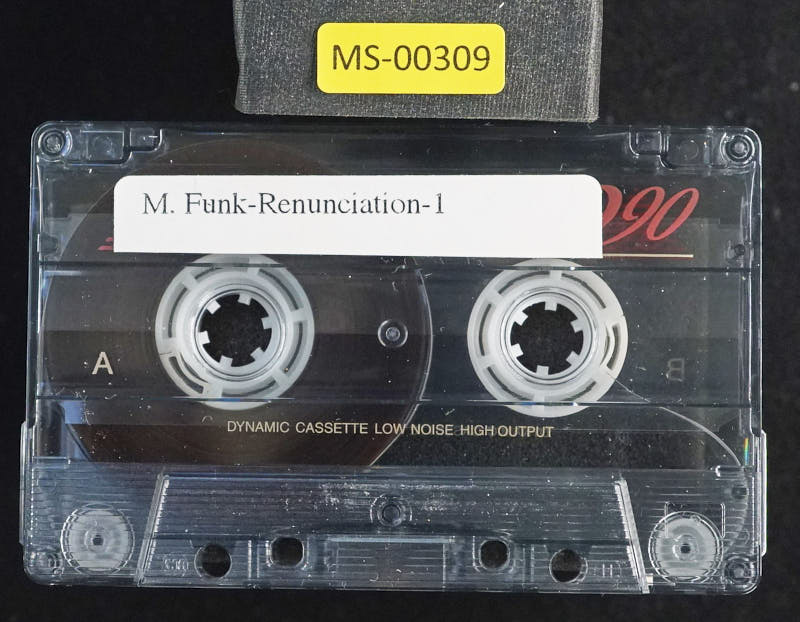 MS-00309
M. Funk-Renunciation-1
90
A
B
DYNAMIC CASSETTE LOW NOISE HIGH OUTPUT